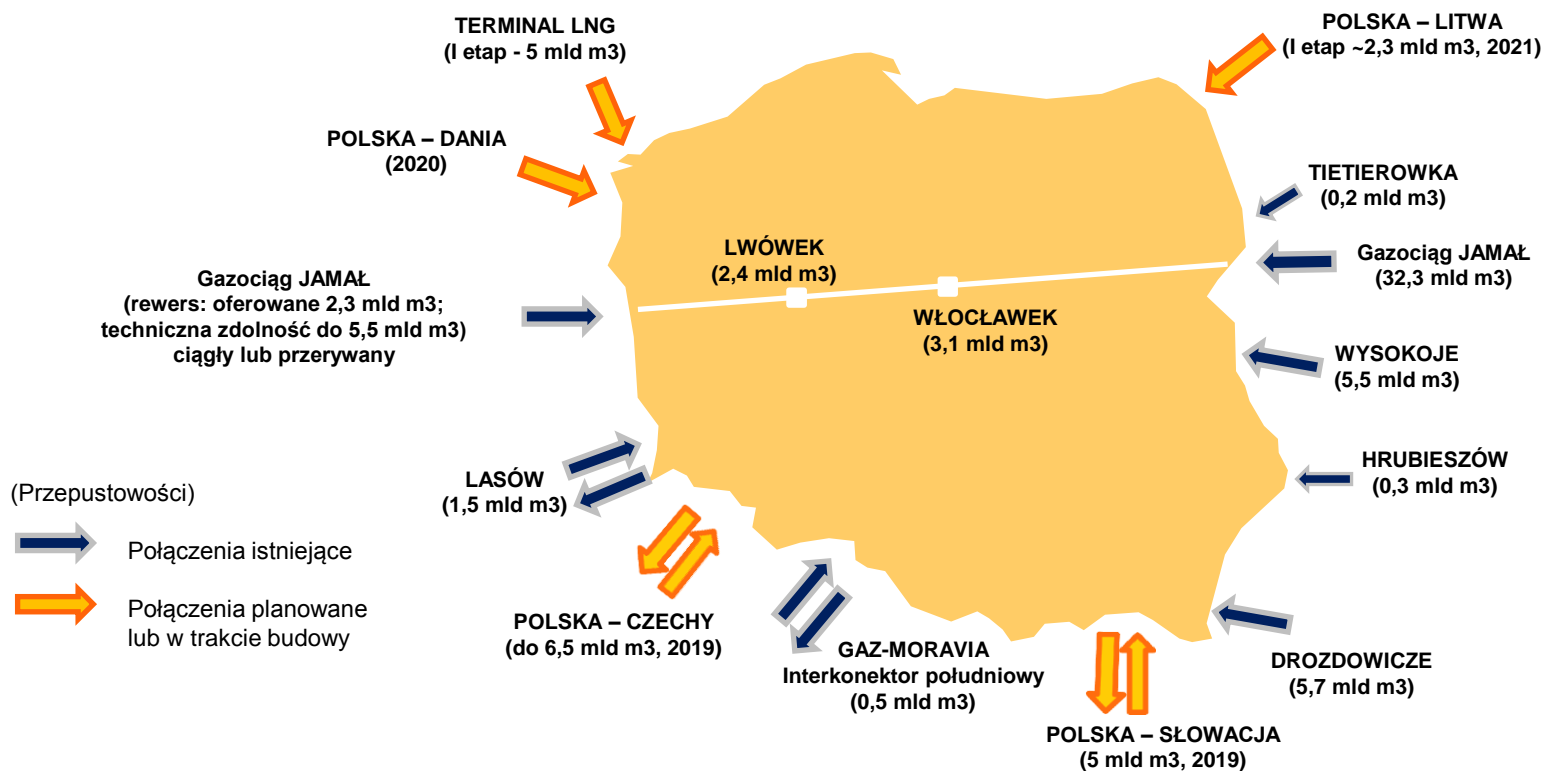 TERMINAL LNG
(I etap - 5 mld m3)
POLSKA – LITWA
(I etap ~2,3 mld m3, 2021)
POLSKA – DANIA
(2020)
TIETIEROWKA
(0,2 mld m3)
LWÓWEK
(2,4 mld m3)
Gazociąg JAMAŁ
(32,3 mld m3)
Gazociąg JAMAŁ
(rewers: oferowane 2,3 mld m3;
techniczna zdolność do 5,5 mld m3)
ciągły lub przerywany
WŁOCŁAWEK
(3,1 mld m3)
WYSOKOJE
(5,5 mld m3)
LASÓW
(1,5 mld m3)
HRUBIESZÓW
(0,3 mld m3)
(Przepustowości)
Połączenia istniejące
Połączenia planowane
lub w trakcie budowy
POLSKA – CZECHY
(do 6,5 mld m3, 2019)
GAZ-MORAVIA
Interkonektor południowy
(0,5 mld m3)
DROZDOWICZE
(5,7 mld m3)
POLSKA – SŁOWACJA
(5 mld m3, 2019)